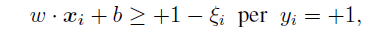 w · x_i + b ≥ +1 − ξ_i per y_i = +1,